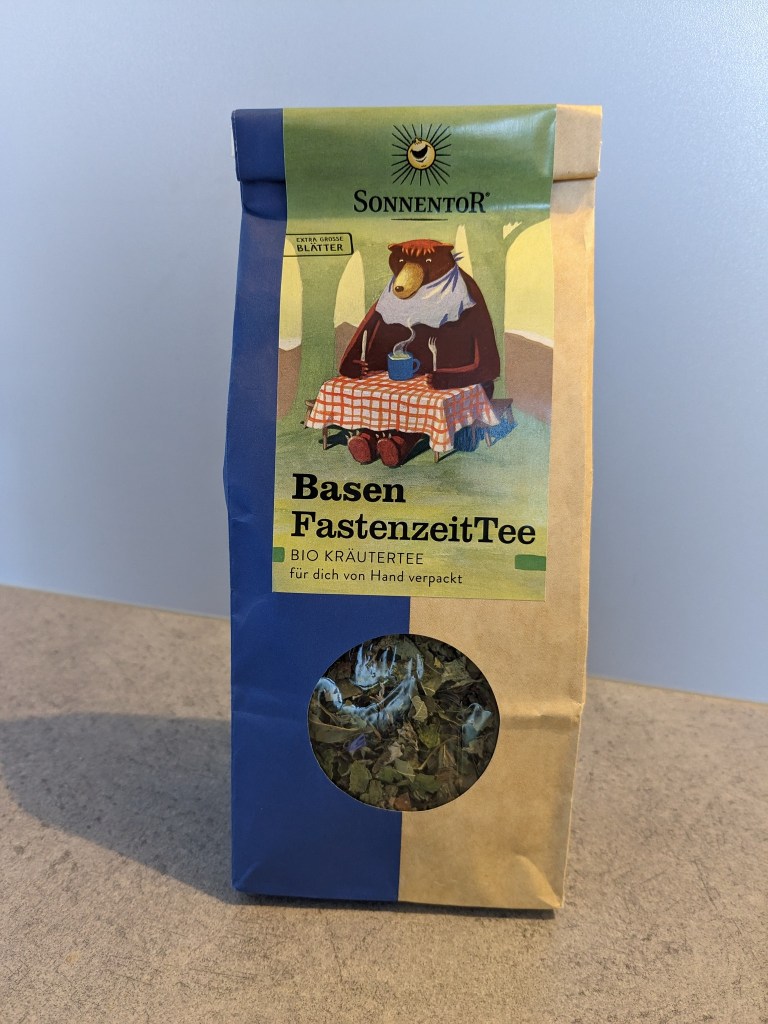 SONNENTOR®
EXTRA GROSSE
BLÄTTER
Basen
FastenzeitTee
BIO KRÄUTERTEE
für dich von Hand verpackt